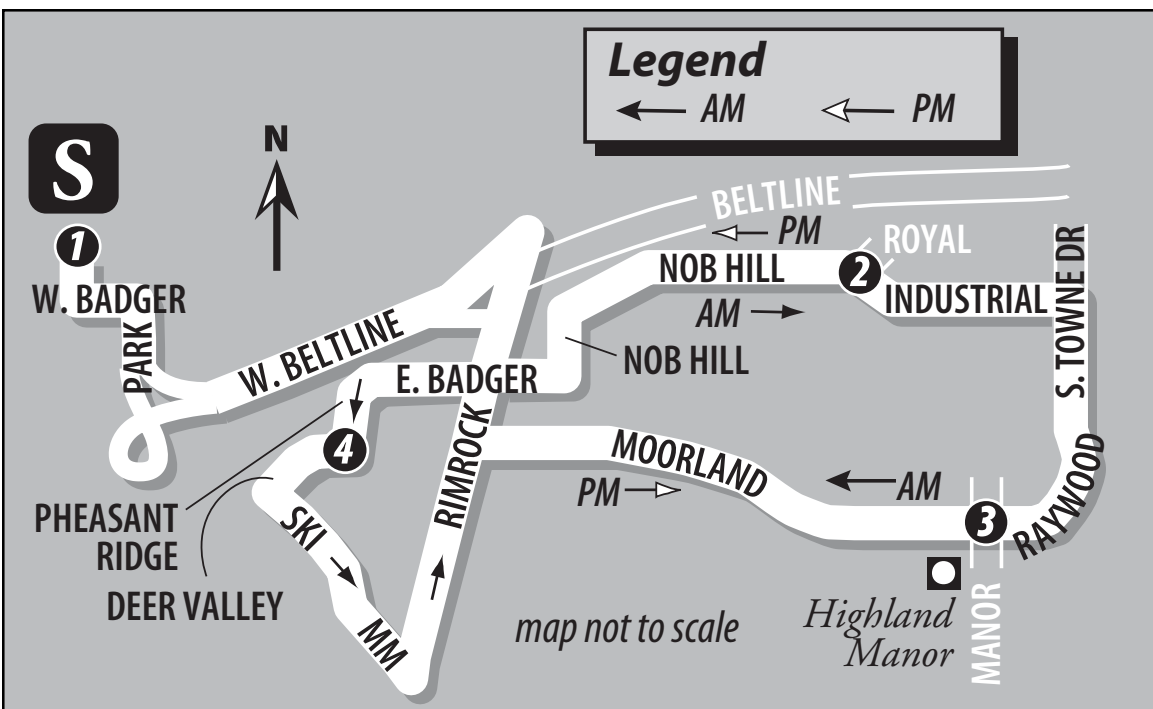 Legend
AM
PM
S
N
1
BELTLINE
PM
ROYAL
2
W. BADGER
NOB HILL
INDUSTRIAL
S. TOWNE DR
AM
PARK
W. BELTLINE
NOB HILL
E. BADGER
4
RIMROCK
MOORLAND
PM
AM
3
RAYWOOD
PHEASANT
RIDGE
SKI
DEER VALLEY
MM
map not to scale
Highland
Manor
MANOR